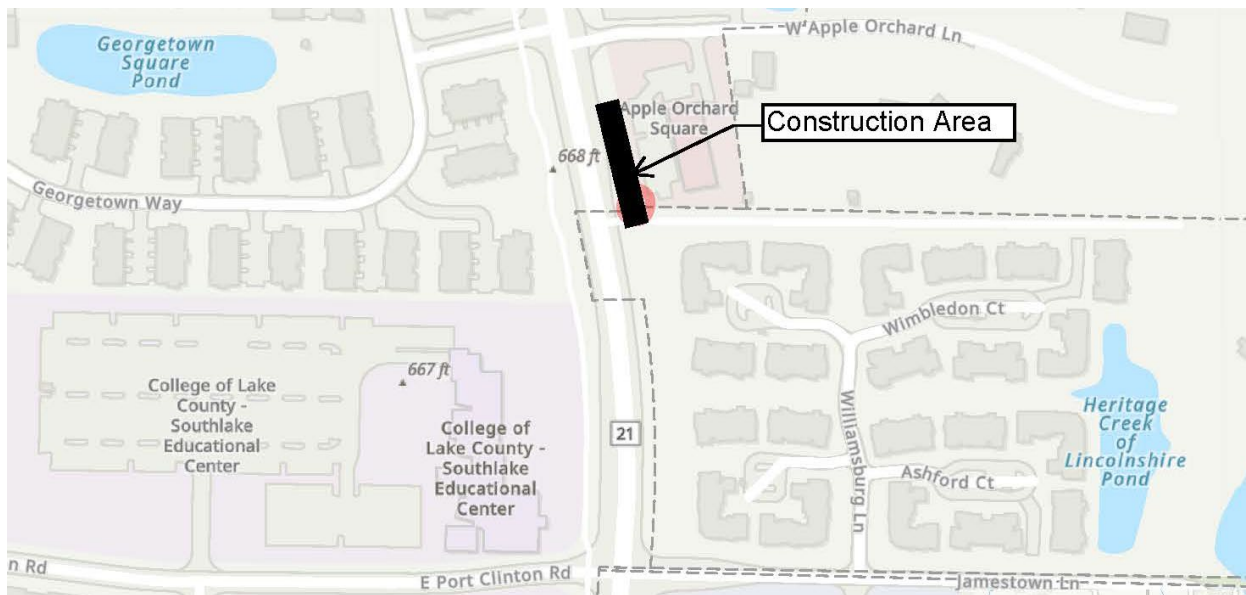 Georgetown
Square
Pond
W Apple Orchard Ln
Apple Orchard
Square
Construction Area
668 ft
Georgetown Way
Wimbledon Ct
667 ft
College of Lake
County -
Southlake
Educational
Center
College of
Lake County -
Southlake
Educational
Center
21
Williamsburg Ln
Heritage
Creek
of
Lincolnshire
Pond
Ashford Ct
n Rd
E Port Clinton Rd
Jamestown Ln